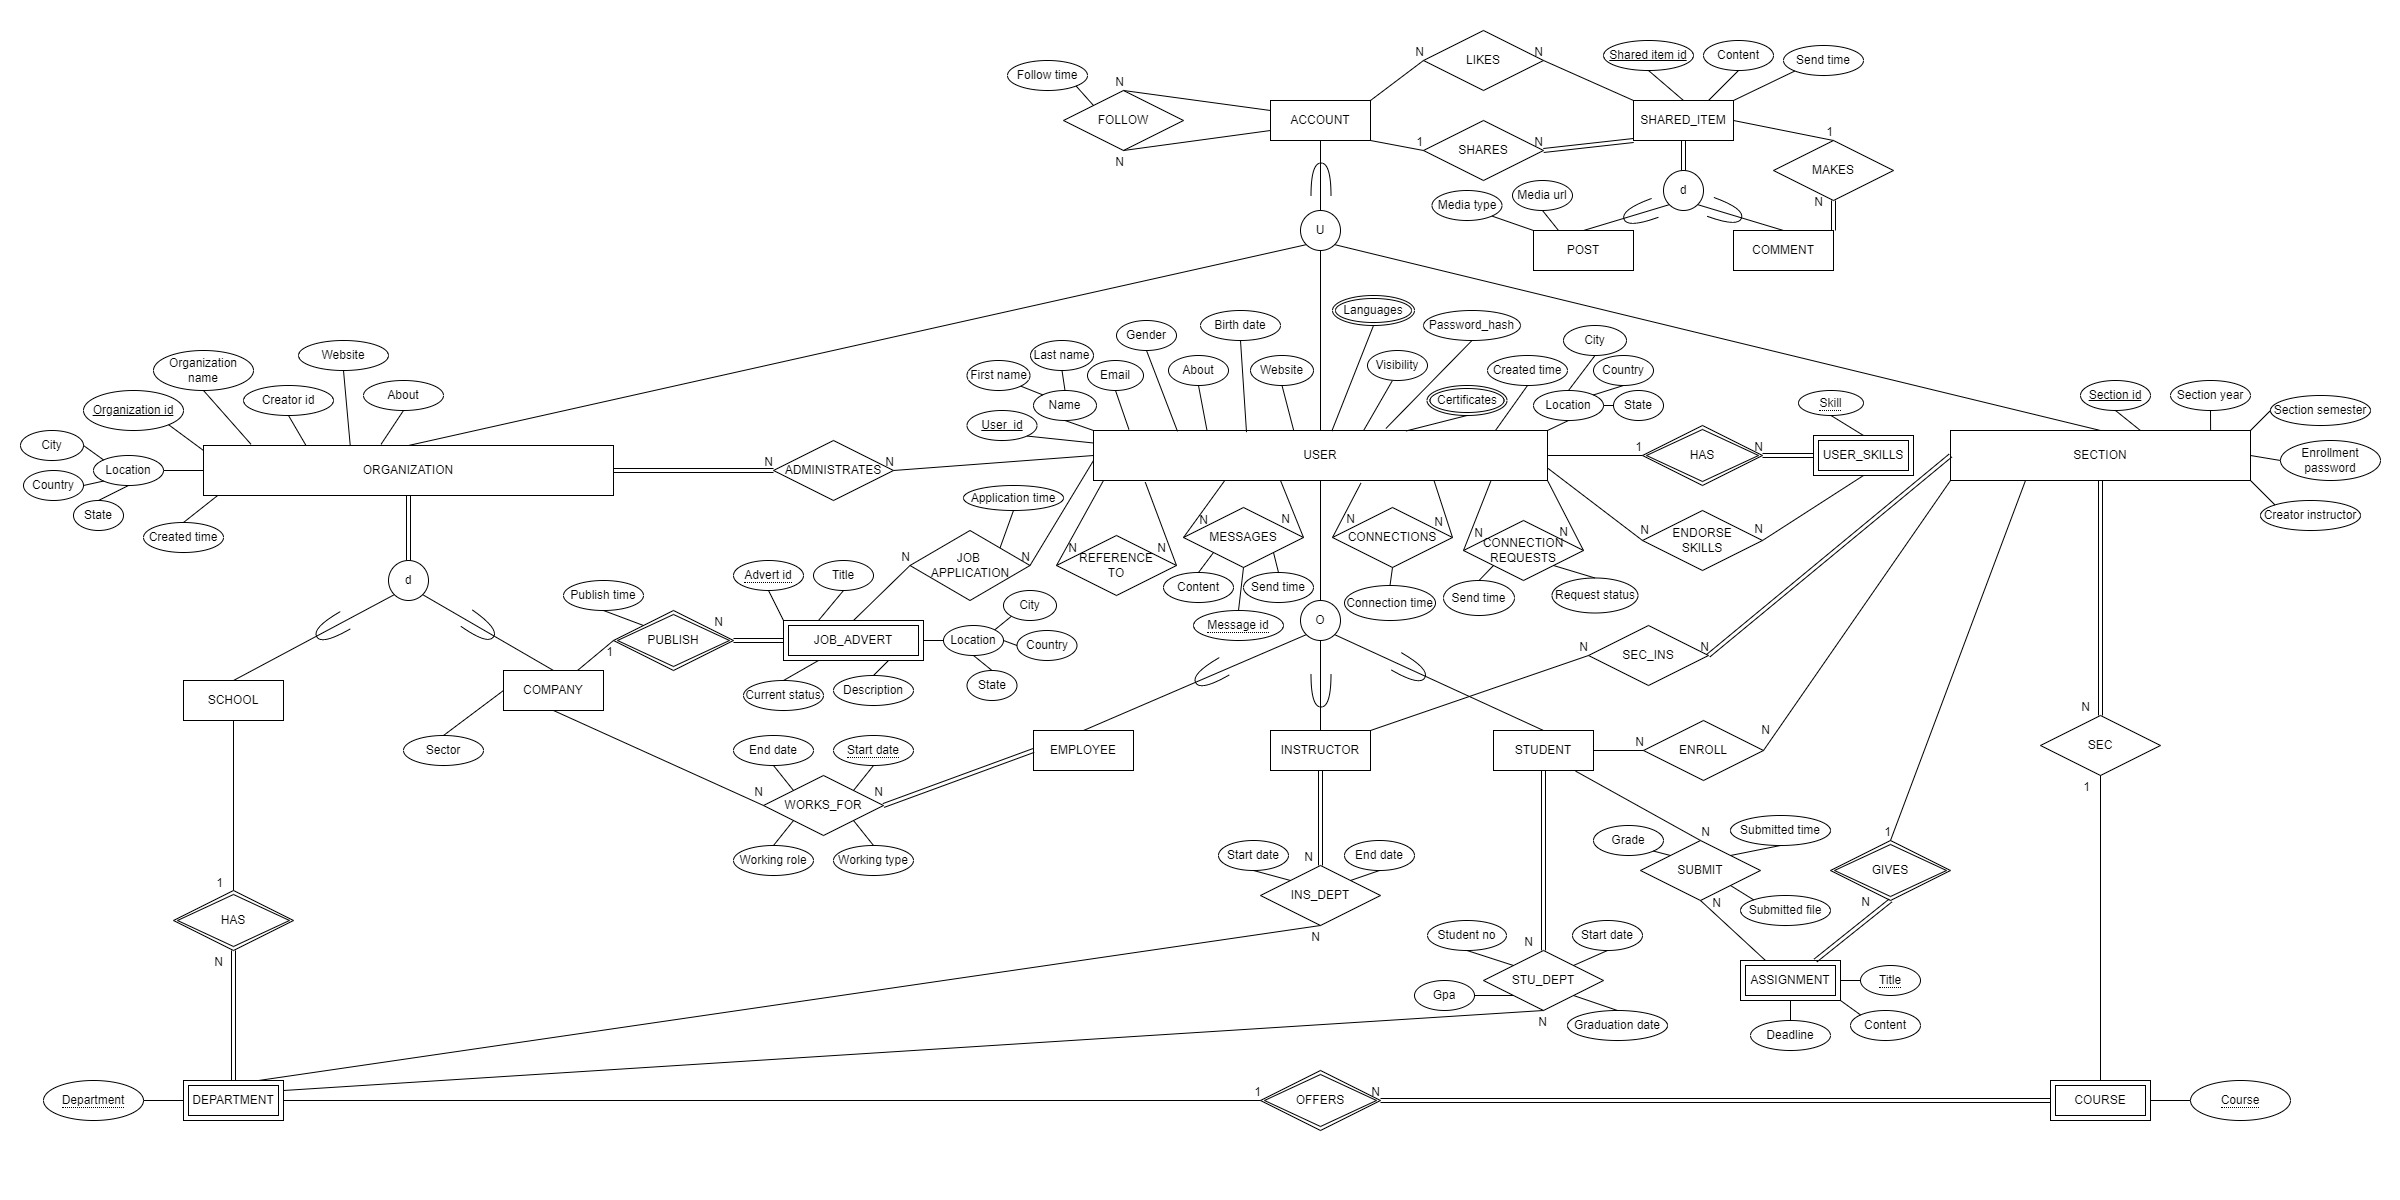 LIKES
N
N
Shared item id
Content
Send time
Follow time
N
FOLLOW
N
ACCOUNT
SHARED_ITEM
1
SHARES
N
1
MAKES
N
d
Media type
Media url
POST
COMMENT
U
Languages
Gender
Birth date
Password_hash
City
Website
Organization
name
Creator id
About
Organization id
Last name
First name
Email
About
Website
Visibility
Created time
Country
Name
Certificates
Location
State
User_id
Skill
Section id
Section year
Section semester
City
Location
Country
State
Created time
ORGANIZATION
N
ADMINISTRATES
N
USER
1
HAS
N
USER_SKILLS
SECTION
Enrollment
password
Creator instructor
Application time
N
JOB
APPLICATION
N
N
REFERENCE
TO
N
N
MESSAGES
N
Content
Send time
Message id
N
CONNECTIONS
N
Connection time
N
CONNECTION
REQUESTS
N
Send time
Request status
N
ENDORSE
SKILLS
N
d
Publish time
1
PUBLISH
N
Advert id
Title
JOB_ADVERT
Location
City
Country
State
Current status
Description
O
N
SEC_INS
N
SCHOOL
COMPANY
Sector
EMPLOYEE
INSTRUCTOR
STUDENT
N
ENROLL
N
N
SEC
1
End date
Start date
N
WORKS_FOR
N
Working role
Working type
Start date
N
End date
INS_DEPT
N
Grade
N
Submitted time
SUBMIT
N
Submitted file
1
GIVES
N
1
HAS
N
Student no
N
Start date
STU_DEPT
Gpa
N
Graduation date
ASSIGNMENT
Title
Deadline
Content
Department
DEPARTMENT
1
OFFERS
N
COURSE
Course